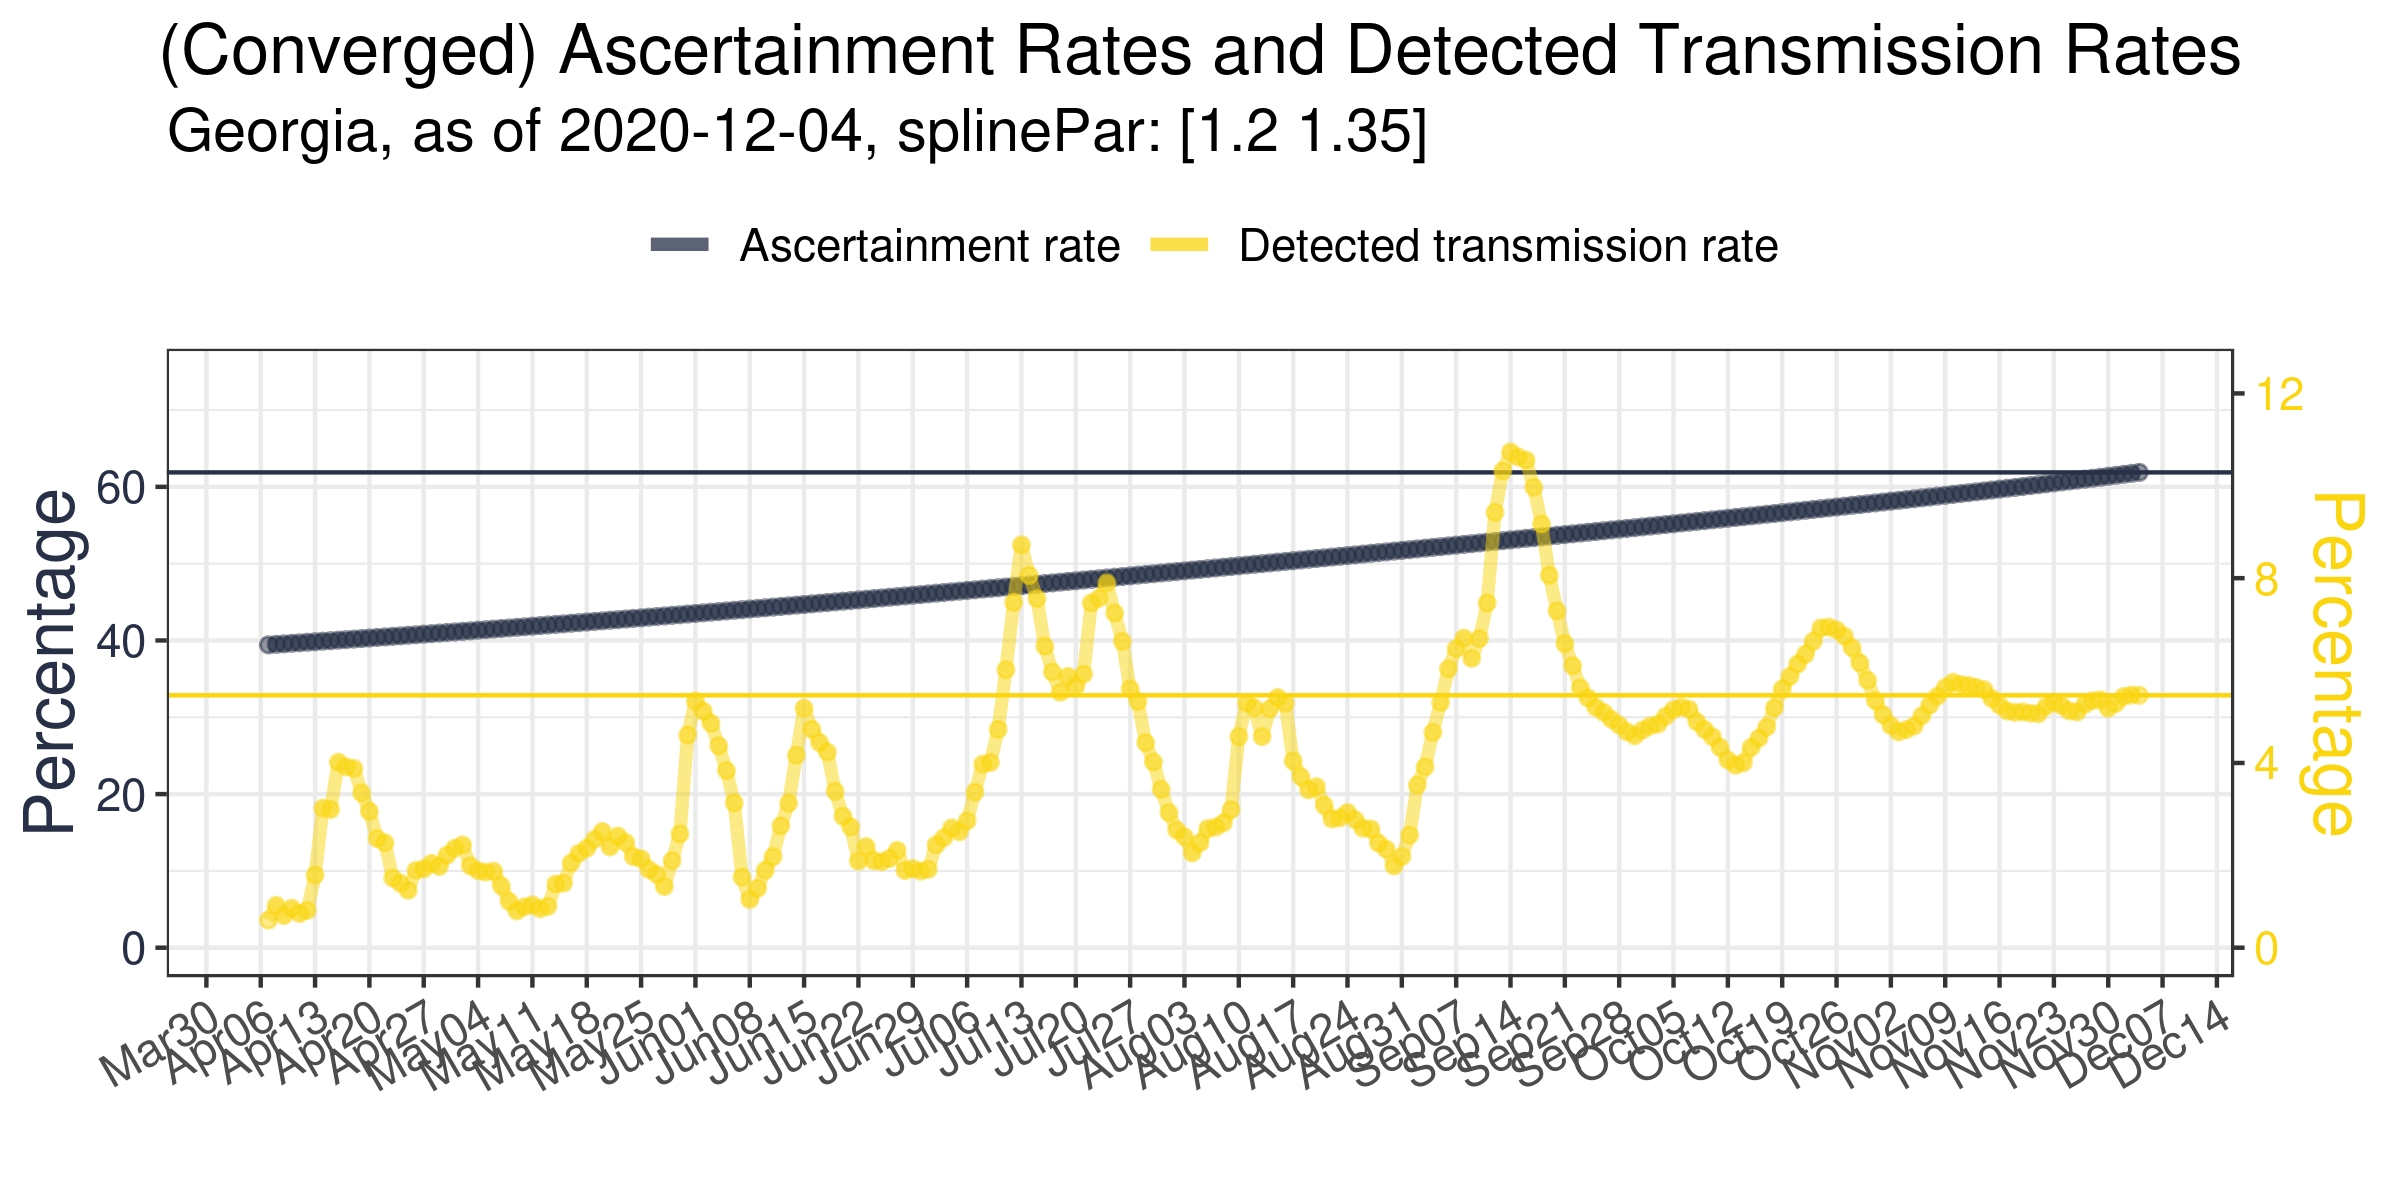 (Converged) Ascertainment Rates and Detected Transmission Rates
Georgia, as of 2020-12-04, splinePar: [1.2 1.35]
Ascertainment rate Detected transmission rate
Percentage
60
40
20
0
12
8
4
0
Percentage
Mar30
Apr06
Apr13
Apr20
Apr27
May04
May11
May18
May25
Jun01
Jun08
Jun15
Jun22
Jun29
Jul06
Jul13
Jul20
Jul27
Aug03
Aug10
Aug17
Aug24
Aug31
Sep07
Sep14
Sep21
Sep28
Oct05
Oct12
Oct19
Oct26
Nov02
Nov09
Nov16
Nov23
Nov30
Dec07
Dec14